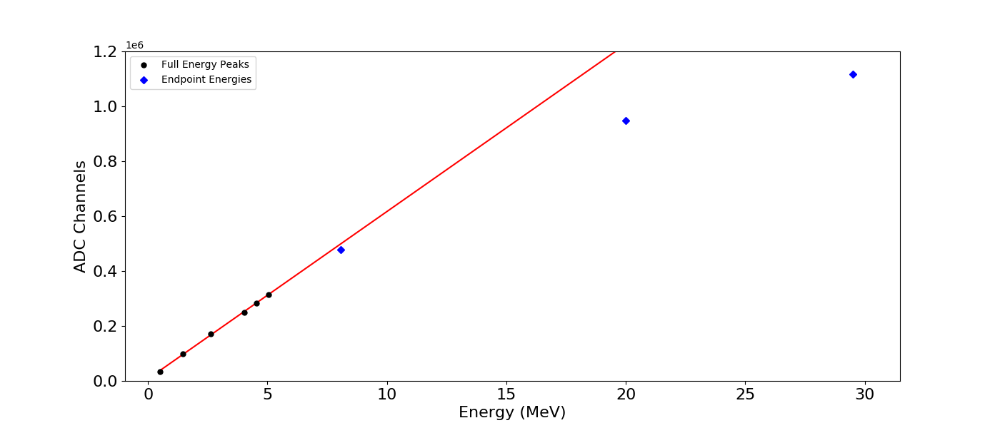 1e6
1.2
1.0
0.8
0.6
0.4
0.2
0.0
ADC Channels
Full Energy Peaks
Endpoint Energies
0 5 10 15 20 25 30
Energy (MeV)